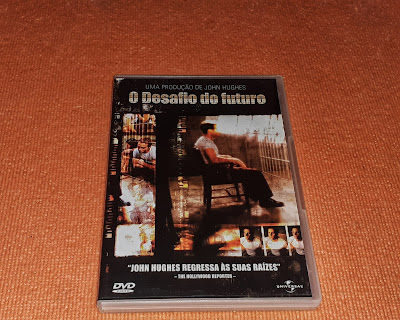 UMA PRODUÇÃO DE JOHN HUGHES
O Desafio do futuro
"JOHN HUGHES REGRESSA ÀS SUAS RAÍZES"
– THE HOLLYWOOD REPORTER –
DVD
UNIVERSAL